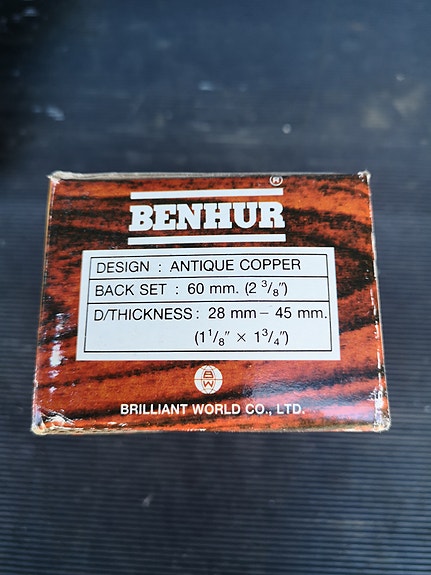 ®
BENHUR
DESIGN : ANTIQUE COPPER
BACK SET : 60 mm. (2 3/8")
D/THICKNESS : 28 mm – 45 mm.
(1 1/8" × 1 3/4")
BW
BRILLIANT WORLD CO., LTD.